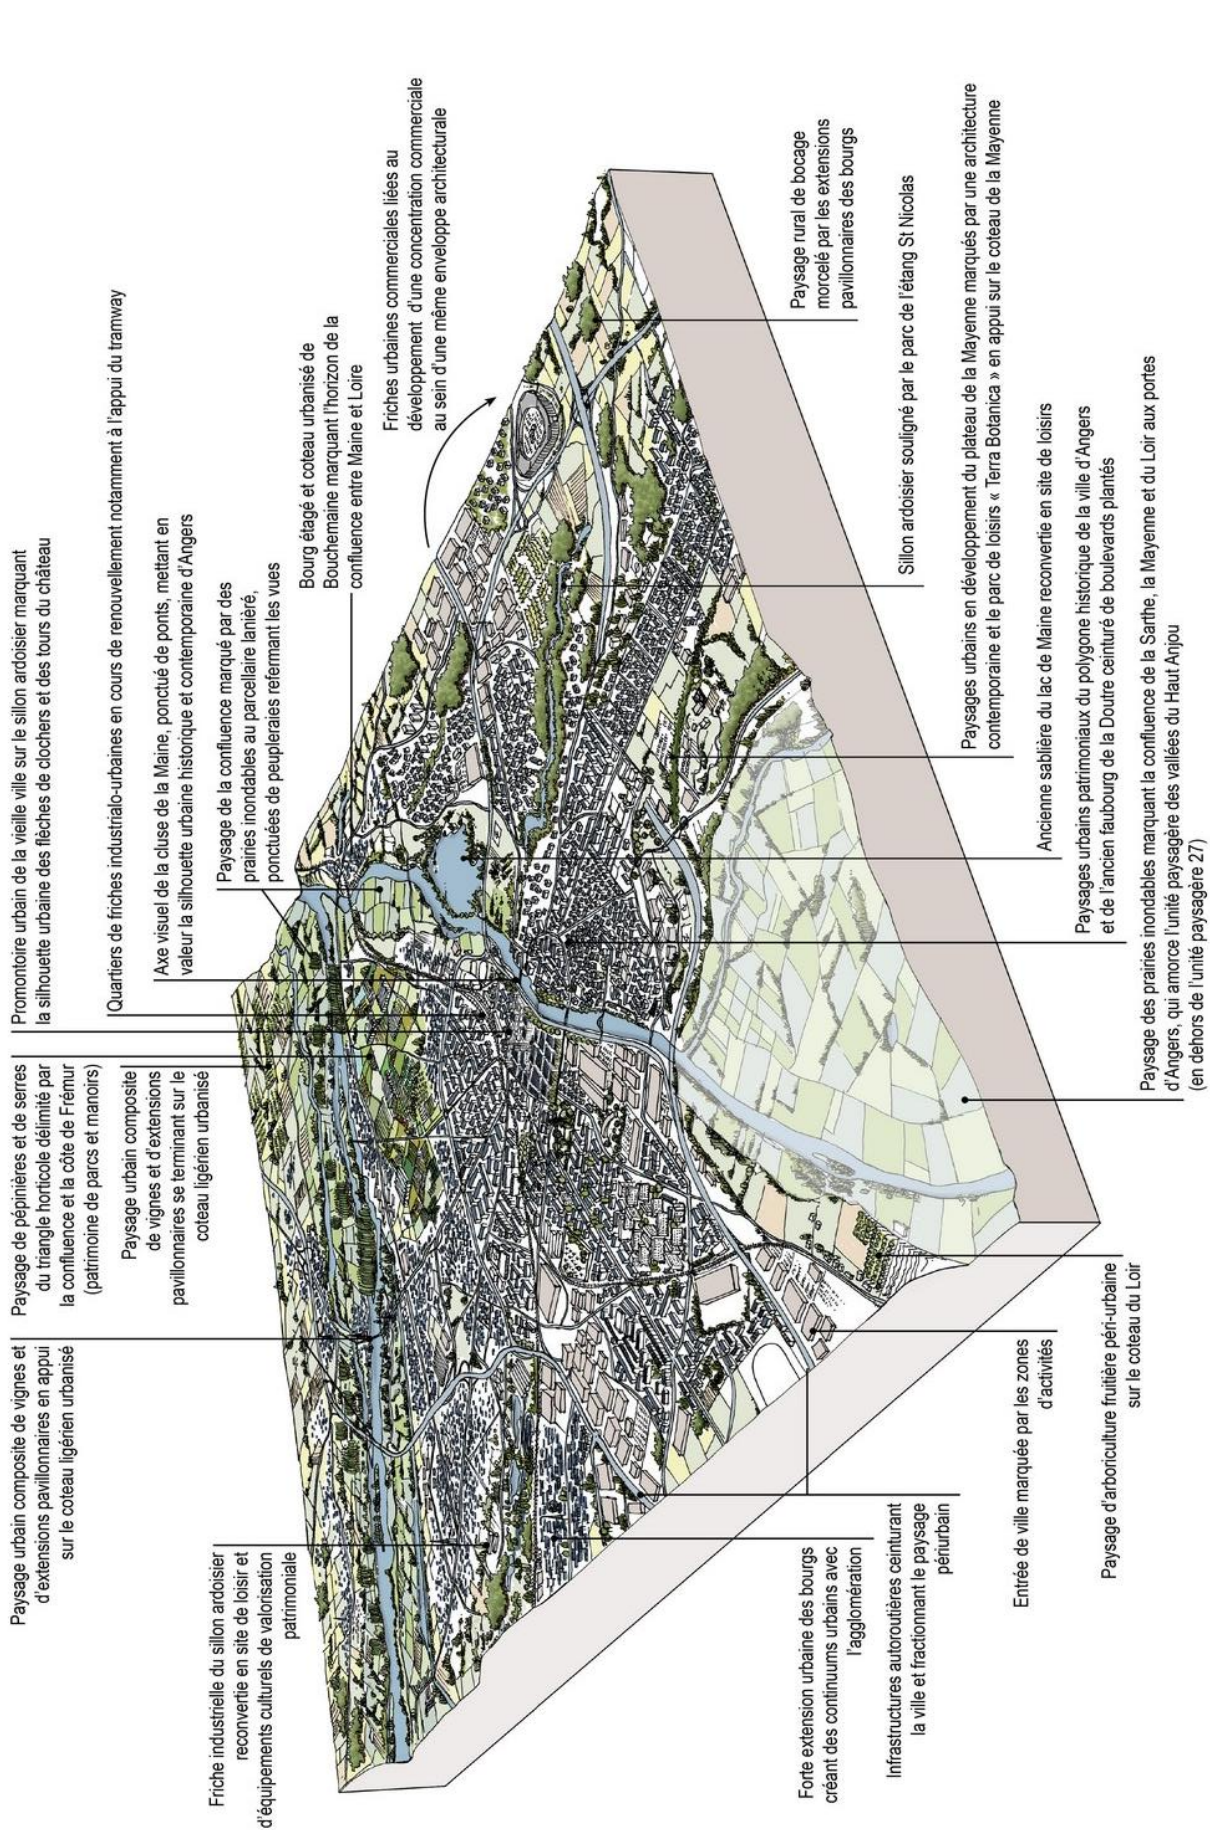 Paysage urbain composite de vignes et
d'extensions pavillonnaires en appui
sur le coteau ligérien urbanisé
Paysage de pépinières et de serres
du triangle horticole délimité par
la confluence et la côte de Frémur
(patrimoine de parcs et manoirs)
Promontoire urbain de la vieille ville sur le sillon ardoisier marquant
la silhouette urbaine des flèches de clochers et des tours du château
Paysage urbain composite
de vignes et d'extensions
pavillonnaires se terminant sur le
coteau ligérien urbanisé
Quartiers de friches industrialo-urbaines en cours de renouvellement notamment à l'appui du tramway
Axe visuel de la cluse de la Maine, ponctué de ponts, mettant en
valeur la silhouette urbaine historique et contemporaine d'Angers
Paysage de la confluence marqué par des
prairies inondables au parcellaire laniéré,
ponctuées de peupleraies refermant les vues
Bourg étagé et coteau urbanisé de
Bouchemaine marquant l'horizon de la
confluence entre Maine et Loire
Friches urbaines commerciales liées au
développement d'une concentration commerciale
au sein d'une même enveloppe architecturale
Friche industrielle du sillon ardoisier
reconvertie en site de loisir et
d'équipements culturels de valorisation
patrimoniale
Paysage rural de bocage
morcelé par les extensions
pavillonnaires des bourgs
Sillon ardoisier souligné par le parc de l'étang St Nicolas
Paysages urbains en développement du plateau de la Mayenne marqués par une architecture
contemporaine et le parc de loisirs « Terra Botanica » en appui sur le coteau de la Mayenne
Ancienne sablière du lac de Maine reconvertie en site de loisirs
Paysages urbains patrimoniaux du polygone historique de la ville d'Angers
et de l'ancien faubourg de la Doutre ceinturé de boulevards plantés
Paysage des prairies inondables marquant la confluence de la Sarthe, la Mayenne et du Loir aux portes
d'Angers, qui amorce l'unité paysagère des vallées du Haut Anjou
(en dehors de l'unité paysagère 27)
Forte extension urbaine des bourgs
créant des continuums urbains avec
l'agglomération
Infrastructures autoroutières ceinturant
la ville et fractionnant le paysage
périurbain
Entrée de ville marquée par les zones
d'activités
Paysage d'arboriculture fruitière péri-urbaine
sur le coteau du Loir